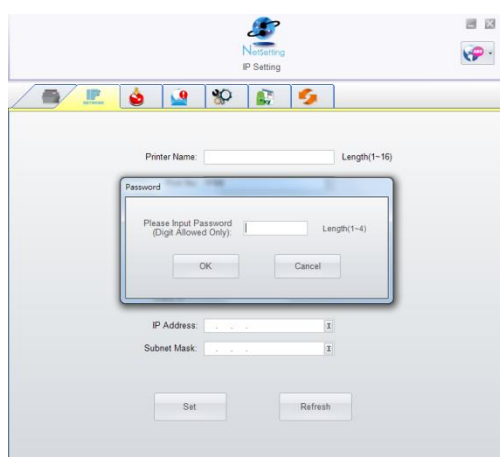 NetSetting
IP Setting
IP
Printer Name: Length(1~16)
Password
Please Input Password
(Digit Allowed Only): Length(1~4)
OK Cancel
IP Address:
Subnet Mask:
Set Refresh